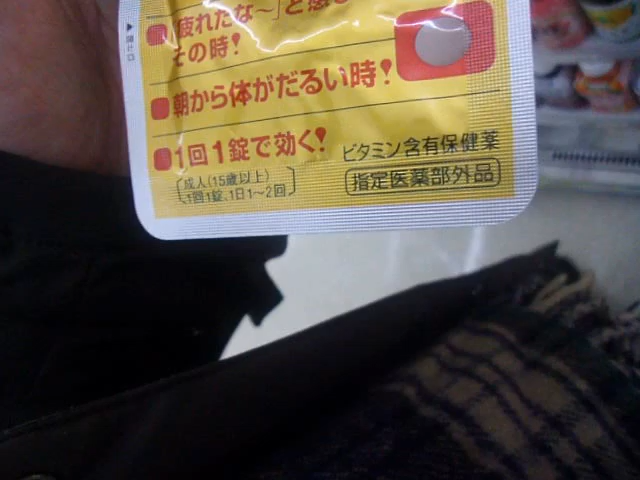 「疲れたな～」と感じ
その時！
朝から体がだるい時！
1回1錠で効く！
成人(15歳以上)
1回1錠、1日1～2回
ビタミン含有保健薬
指定医薬部外品